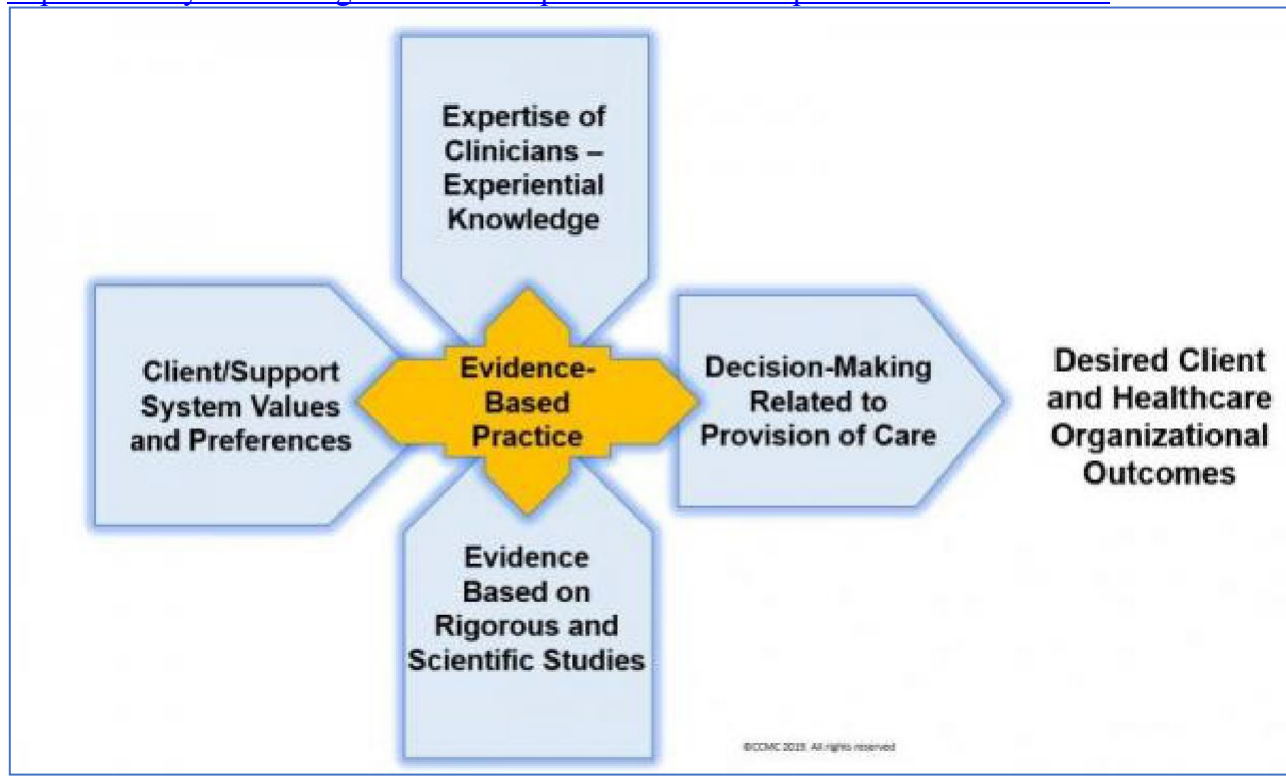 Expertise of
Clinicians –
Experiential
Knowledge
Client/Support
System Values
and Preferences
Evidence-
Based
Practice
Decision-Making
Related to
Provision of Care
Desired Client
and Healthcare
Organizational
Outcomes
Evidence
Based on
Rigorous and
Scientific Studies
©CCMC 2019 All rights reserved